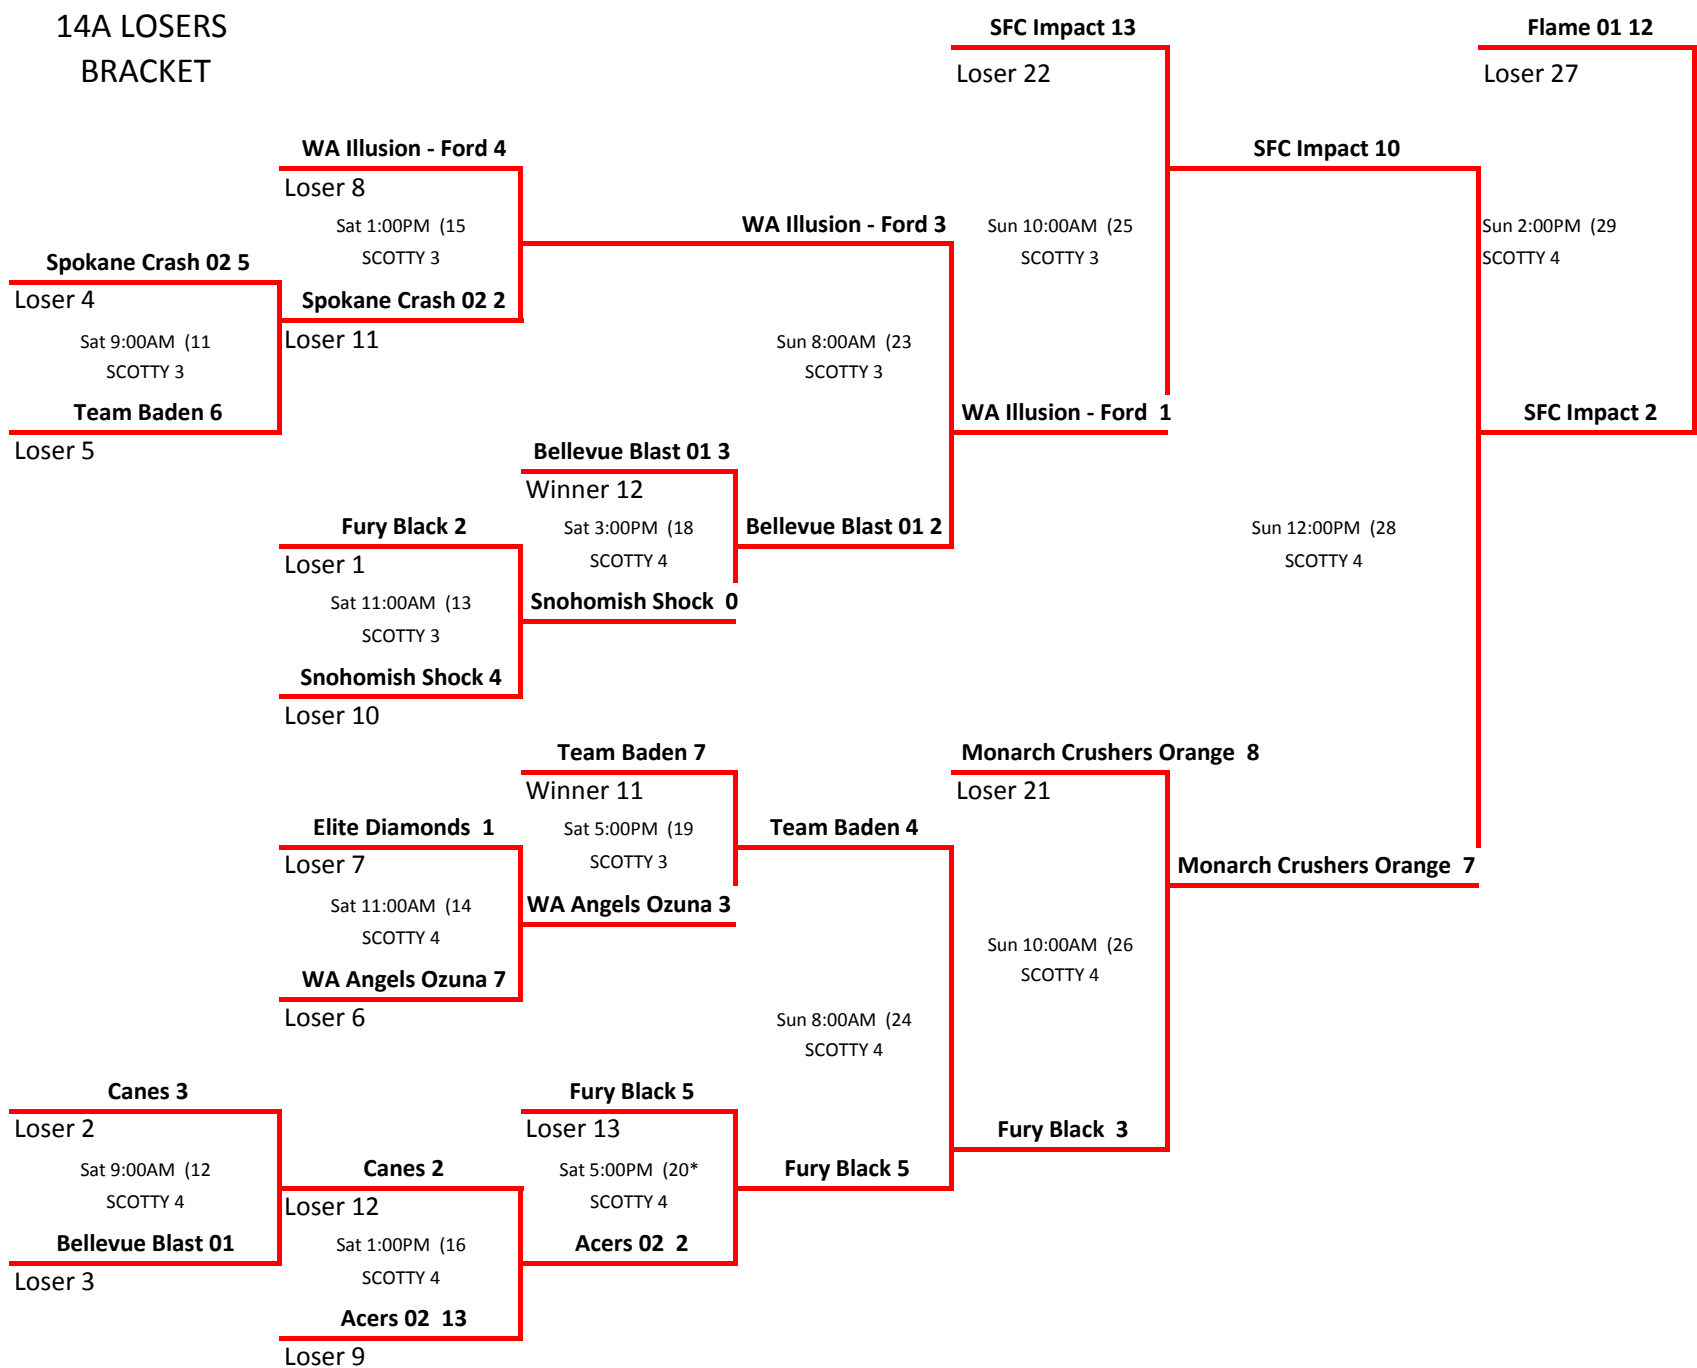 14A LOSERS
BRACKET
SFC Impact 13
Loser 22
Flame 01 12
Loser 27
WA Illusion - Ford 4
Loser 8
Sat 1:00PM (15
SCOTTY 3
SFC Impact 10
WA Illusion - Ford 3
Sun 10:00AM (25
SCOTTY 3
Sun 2:00PM (29
SCOTTY 4
Spokane Crash 02 5
Loser 4
Spokane Crash 02 2
Loser 11
Sat 9:00AM (11
SCOTTY 3
Sun 8:00AM (23
SCOTTY 3
Team Baden 6
Loser 5
WA Illusion - Ford 1
SFC Impact 2
Bellevue Blast 01 3
Winner 12
Fury Black 2
Loser 1
Sat 3:00PM (18
SCOTTY 4
Bellevue Blast 01 2
Sun 12:00PM (28
SCOTTY 4
Sat 11:00AM (13
SCOTTY 3
Snohomish Shock 0
Snohomish Shock 4
Loser 10
Team Baden 7
Winner 11
Monarch Crushers Orange 8
Loser 21
Elite Diamonds 1
Loser 7
Sat 5:00PM (19
SCOTTY 3
Team Baden 4
Monarch Crushers Orange 7
Sat 11:00AM (14
SCOTTY 4
WA Angels Ozuna 3
Sun 10:00AM (26
SCOTTY 4
WA Angels Ozuna 7
Loser 6
Sun 8:00AM (24
SCOTTY 4
Canes 3
Loser 2
Fury Black 5
Loser 13
Fury Black 3
Sat 9:00AM (12
SCOTTY 4
Canes 2
Loser 12
Sat 5:00PM (20*
SCOTTY 4
Fury Black 5
Bellevue Blast 01
Loser 3
Sat 1:00PM (16
SCOTTY 4
Acers 02 2
Acers 02 13
Loser 9